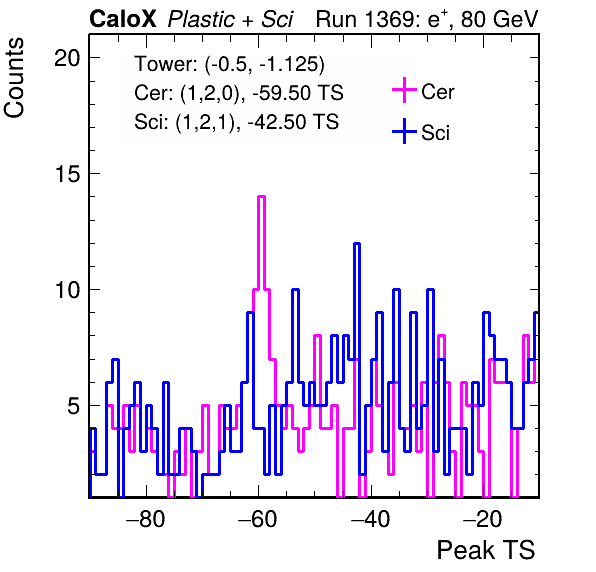 CaloX Plastic + Sci Run 1369: e⁺, 80 GeV
Counts
Tower: (-0.5, -1.125)
Cer: (1,2,0), -59.50 TS
Sci: (1,2,1), -42.50 TS
Cer
Sci
20
15
10
5
−80 −60 −40 −20
Peak TS